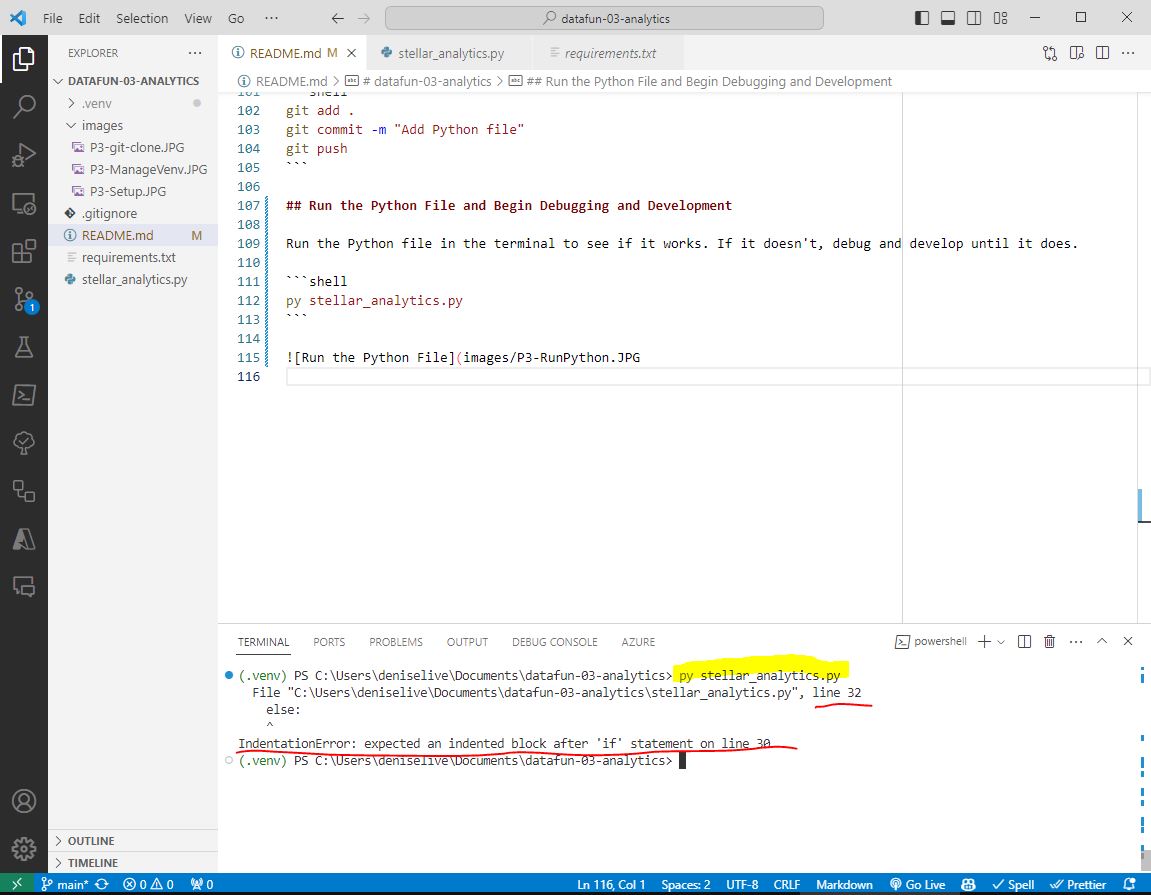 File Edit Selection View Go ··· datafun-03-analytics
EXPLORER ···
DATAFUN-03-ANALYTICS
.venv
images
P3-git-clone.JPG
P3-ManageVenv.JPG
P3-Setup.JPG
.gitignore
README.md M
requirements.txt
stellar_analytics.py
OUTLINE
TIMELINE
README.md M stellar_analytics.py requirements.txt
README.md > # datafun-03-analytics > ## Run the Python File and Begin Debugging and Development
101 ```shell
102 git add .
103 git commit -m "Add Python file"
104 git push
105 ```
106
107 ## Run the Python File and Begin Debugging and Development
108
109 Run the Python file in the terminal to see if it works. If it doesn't, debug and develop until it does.
110
111 ```shell
112 py stellar_analytics.py
113 ```
114
115 ![Run the Python File](images/P3-RunPython.JPG
116
TERMINAL PORTS PROBLEMS OUTPUT DEBUG CONSOLE AZURE powershell
(.venv) PS C:\Users\deniselive\Documents\datafun-03-analytics> py stellar_analytics.py
File "C:\Users\deniselive\Documents\datafun-03-analytics\stellar_analytics.py", line 32
else:
^
IndentationError: expected an indented block after 'if' statement on line 30
(.venv) PS C:\Users\deniselive\Documents\datafun-03-analytics>
1
main* 0 0 0 Ln 116, Col 1 Spaces: 2 UTF-8 CRLF Markdown Go Live Spell Prettier